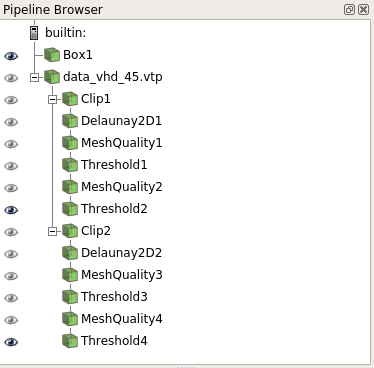 Pipeline Browser
builtin:
Box1
data_vhd_45.vtp
Clip1
Delaunay2D1
MeshQuality1
Threshold1
MeshQuality2
Threshold2
Clip2
Delaunay2D2
MeshQuality3
Threshold3
MeshQuality4
Threshold4